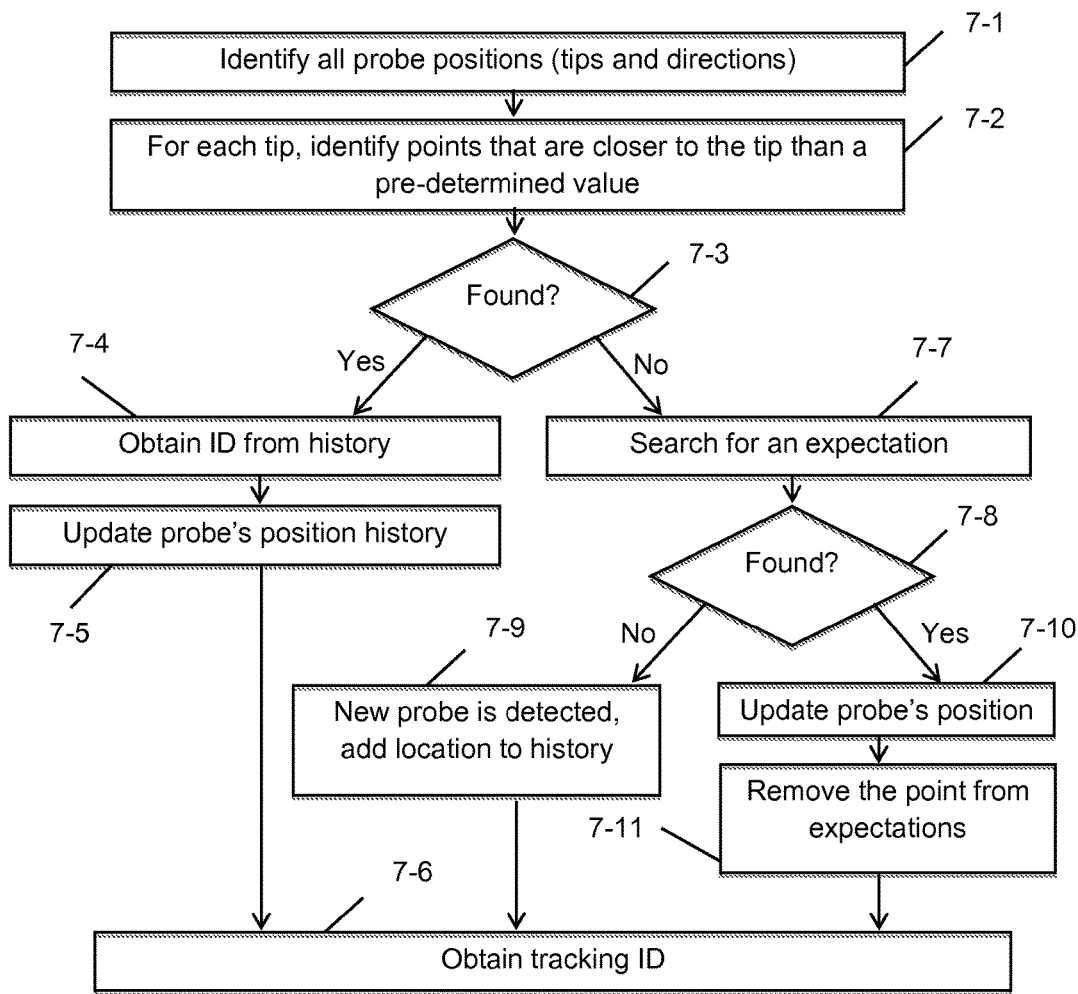 7-1
Identify all probe positions (tips and directions)
7-2
For each tip, identify points that are closer to the tip than a
pre-determined value
7-3
Found?
7-4
Yes
No
7-7
Obtain ID from history
Search for an expectation
Update probe's position history
7-8
Found?
7-5
7-9
No
Yes
7-10
New probe is detected,
add location to history
Update probe's position
Remove the point from
expectations
7-11
7-6
Obtain tracking ID